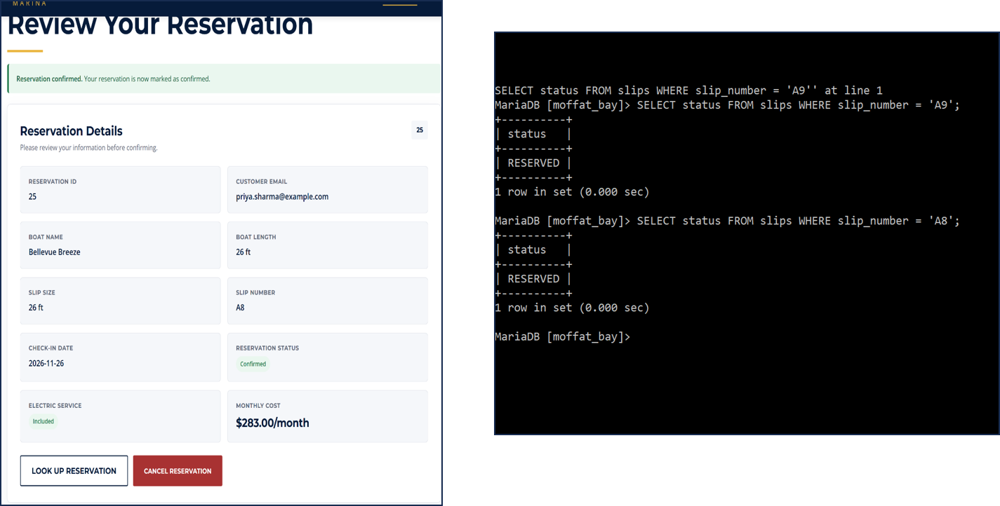 MARINA
Review Your Reservation
Reservation confirmed. Your reservation is now marked as confirmed.
Reservation Details
25
Please review your information before confirming.
RESERVATION ID
25
CUSTOMER EMAIL
priya.sharma@example.com
BOAT NAME
Bellevue Breeze
BOAT LENGTH
26 ft
SLIP SIZE
26 ft
SLIP NUMBER
A8
CHECK-IN DATE
2026-11-26
RESERVATION STATUS
Confirmed
ELECTRIC SERVICE
Included
MONTHLY COST
$283.00/month
LOOK UP RESERVATION
CANCEL RESERVATION
SELECT status FROM slips WHERE slip_number = 'A9'' at line 1
MariaDB [moffat_bay]> SELECT status FROM slips WHERE slip_number = 'A9';
+----------+
| status   |
+----------+
| RESERVED |
+----------+
1 row in set (0.000 sec)
MariaDB [moffat_bay]> SELECT status FROM slips WHERE slip_number = 'A8';
+----------+
| status   |
+----------+
| RESERVED |
+----------+
1 row in set (0.000 sec)
MariaDB [moffat_bay]>